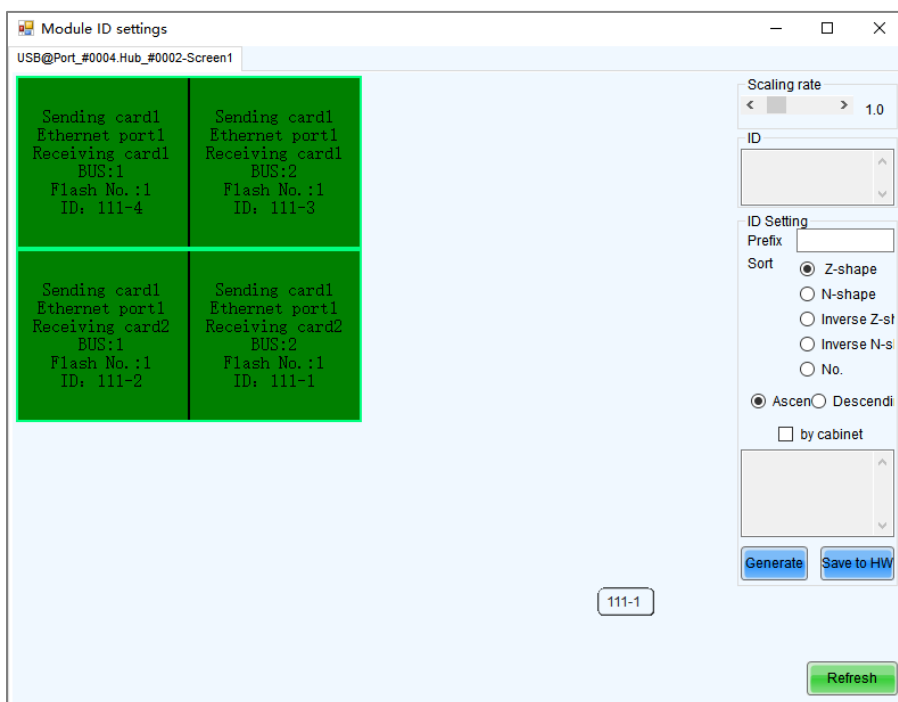 Module ID settings
USB@Port_#0004.Hub_#0002-Screen1
Sending card1
Ethernet port1
Receiving card1
BUS:1
Flash No.:1
ID: 111-4
Sending card1
Ethernet port1
Receiving card1
BUS:2
Flash No.:1
ID: 111-3
Sending card1
Ethernet port1
Receiving card2
BUS:1
Flash No.:1
ID: 111-2
Sending card1
Ethernet port1
Receiving card2
BUS:2
Flash No.:1
ID: 111-1
Scaling rate
1.0
ID
ID Setting
Prefix
Sort
Z-shape
N-shape
Inverse Z-sh
Inverse N-s
No.
Ascen Descendi
by cabinet
Generate Save to HW
111-1
Refresh